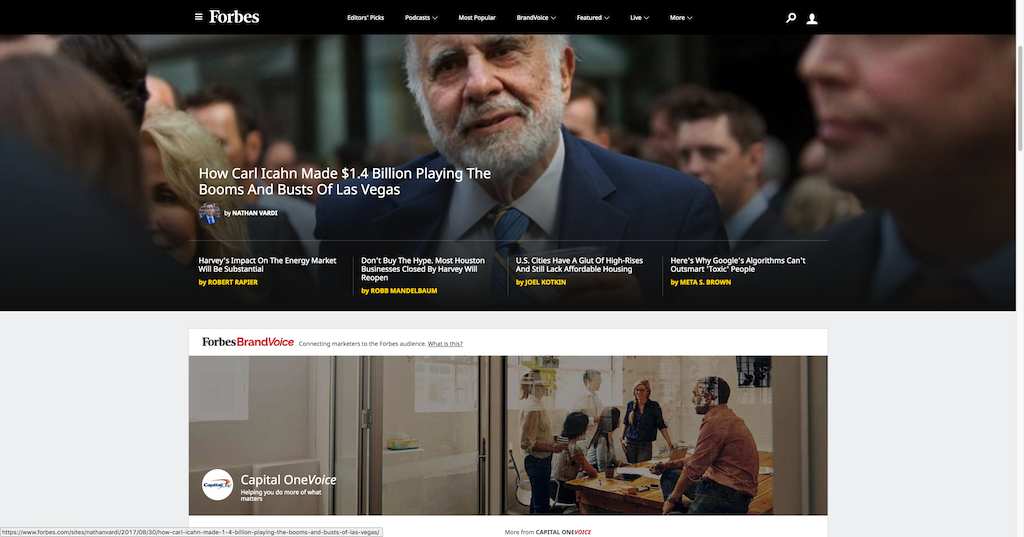 Forbes
Editors' Picks
Podcasts
Most Popular
BrandVoice
Featured
Live
More
How Carl Icahn Made $1.4 Billion Playing The
Booms And Busts Of Las Vegas
by NATHAN VARDI
Harvey's Impact On The Energy Market
Will Be Substantial
by ROBERT RAPIER
Don't Buy The Hype. Most Houston
Businesses Closed By Harvey Will
Reopen
by ROBB MANDELBAUM
U.S. Cities Have A Glut Of High-Rises
And Still Lack Affordable Housing
by JOEL KOTKIN
Here's Why Google's Algorithms Can't
Outsmart 'Toxic' People
by META S. BROWN
ForbesBrandVoice Connecting marketers to the Forbes audience. What is this?
Capital One
Capital OneVoice
Helping you do more of what
matters
More from CAPITAL ONEVOICE
https://www.forbes.com/sites/nathanvardi/2017/08/30/how-carl-icahn-made-1-4-billion-playing-the-booms-and-busts-of-las-vegas/